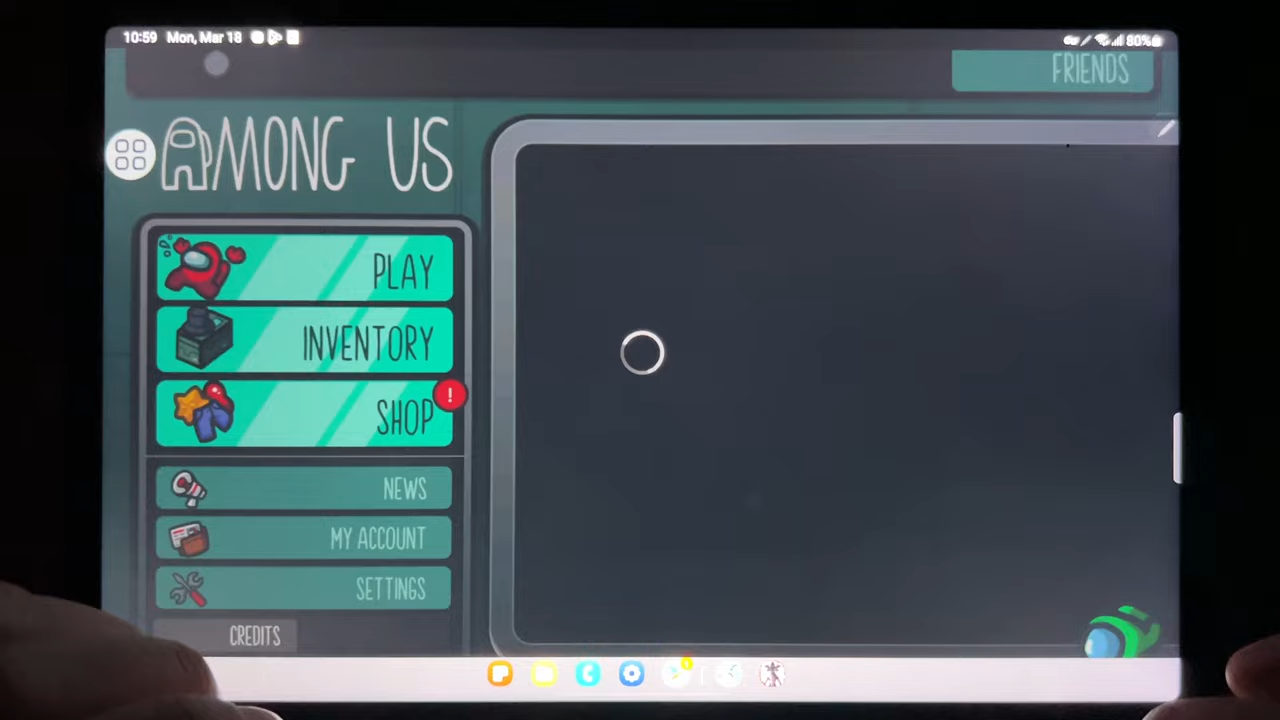 10:59 Mon, Mar 18
80%
FRIENDS
AMONG US
PLAY
INVENTORY
SHOP
!
NEWS
MY ACCOUNT
SETTINGS
CREDITS